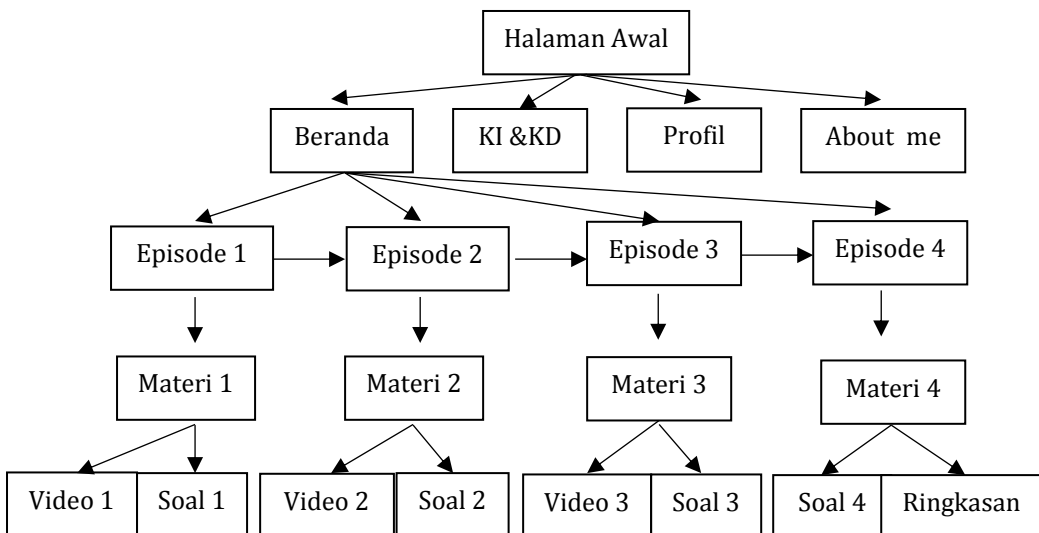 Halaman Awal
Beranda
KI &KD
Profil
About me
Episode 1
Episode 2
Episode 3
Episode 4
Materi 1
Materi 2
Materi 3
Materi 4
Video 1
Soal 1
Video 2
Soal 2
Video 3
Soal 3
Soal 4
Ringkasan